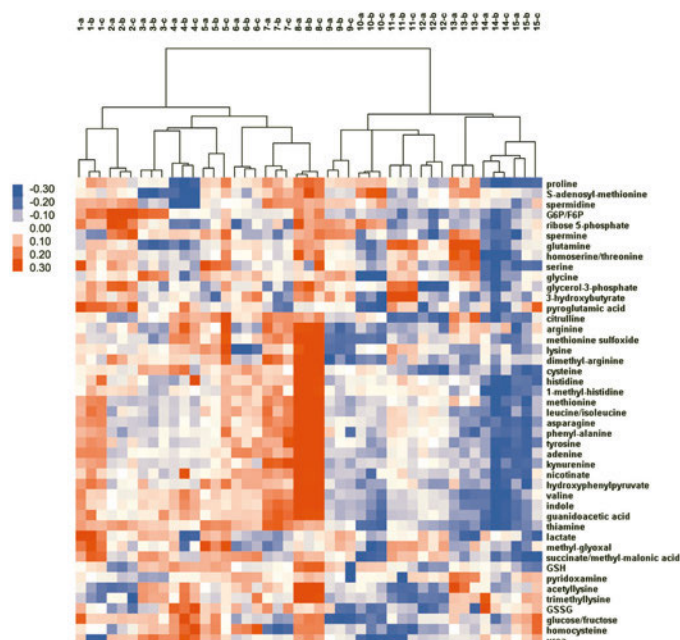 1-a 1-b 1-c 2-a 2-b 2-c 3-a 3-b 3-c 4-a 4-b 4-c 5-a 5-b 5-c 6-b 6-c 6-a 7-a 7-b 7-c 8-a 8-b 8-c 9-a 9-b 9-c 10-a 10-b 10-c 11-a 11-b 11-c 12-a 12-b 12-c 13-a 13-b 13-c 14-a 14-b 14-c 15-a 15-b 15-c
-0.30
-0.20
-0.10
0.00
0.10
0.20
0.30
proline
S-adenosyl-methionine
spermidine
G6P/F6P
ribose 5-phosphate
spermine
glutamine
homoserine/threonine
serine
glycine
glycerol-3-phosphate
3-hydroxybutyrate
pyroglutamic acid
citrulline
arginine
methionine sulfoxide
lysine
dimethyl-arginine
cysteine
histidine
1-methyl-histidine
methionine
leucine/isoleucine
asparagine
phenyl-alanine
tyrosine
adenine
kynurenine
nicotinate
hydroxyphenylpyruvate
valine
indole
guanidoacetic acid
thiamine
lactate
methyl-glyoxal
succinate/methyl-malonic acid
GSH
pyridoxamine
acetyllysine
trimethyllysine
GSSG
glucose/fructose
homocysteine